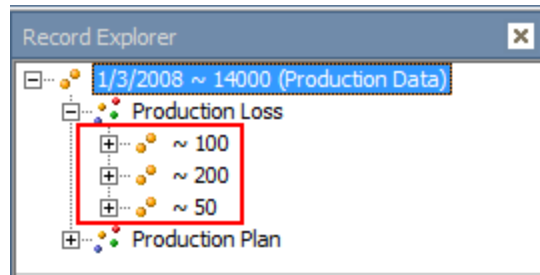 Record Explorer
1/3/2008 ~ 14000 (Production Data)
Production Loss
~ 100
~ 200
~ 50
Production Plan